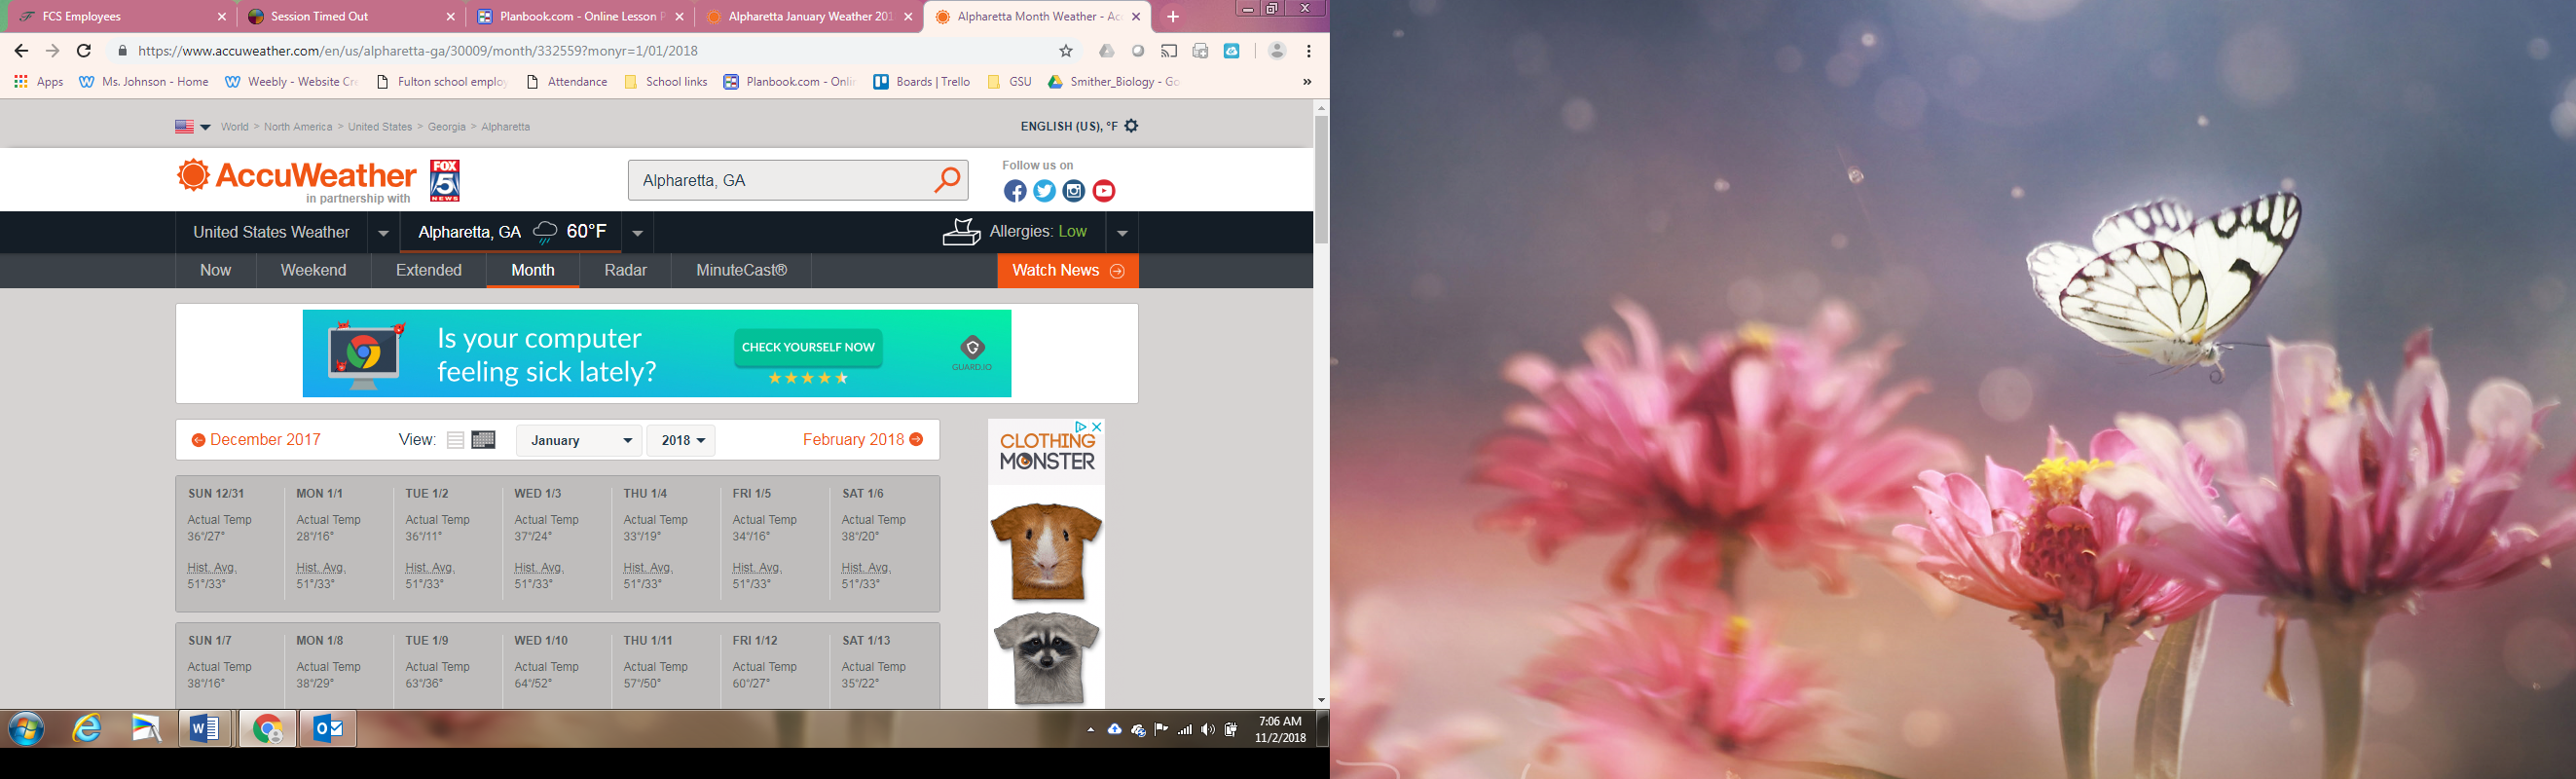 FCS Employees
Session Timed Out
Planbook.com - Online Lesson P
Alpharetta January Weather 201
Alpharetta Month Weather - Ac
https://www.accuweather.com/en/us/alpharetta-ga/30009/month/332559?monyr=1/01/2018
Apps Ms. Johnson - Home Weebly - Website Cre Fulton school employ Attendance School links Planbook.com - Onlin Boards | Trello GSU Smither_Biology - Go »
World > North America > United States > Georgia > Alpharetta
ENGLISH (US), °F
AccuWeather
in partnership with
FOX 5 NEWS
Alpharetta, GA
Follow us on
United States Weather
Alpharetta, GA 60°F
Allergies: Low
Now Weekend Extended Month Radar MinuteCast®
Watch News
Is your computer
feeling sick lately?
CHECK YOURSELF NOW
GUARD.IO
December 2017 View: January 2018 February 2018
CLOTHING
MONSTER
SUN 12/31 MON 1/1 TUE 1/2 WED 1/3 THU 1/4 FRI 1/5 SAT 1/6
Actual Temp Actual Temp Actual Temp Actual Temp Actual Temp Actual Temp Actual Temp
36°/27° 28°/16° 36°/11° 37°/24° 33°/19° 34°/16° 38°/20°
Hist. Avg. Hist. Avg. Hist. Avg. Hist. Avg. Hist. Avg. Hist. Avg. Hist. Avg.
51°/33° 51°/33° 51°/33° 51°/33° 51°/33° 51°/33° 51°/33°
SUN 1/7 MON 1/8 TUE 1/9 WED 1/10 THU 1/11 FRI 1/12 SAT 1/13
Actual Temp Actual Temp Actual Temp Actual Temp Actual Temp Actual Temp Actual Temp
38°/16° 38°/29° 63°/36° 64°/52° 57°/50° 60°/27° 35°/22°
7:06 AM
11/2/2018